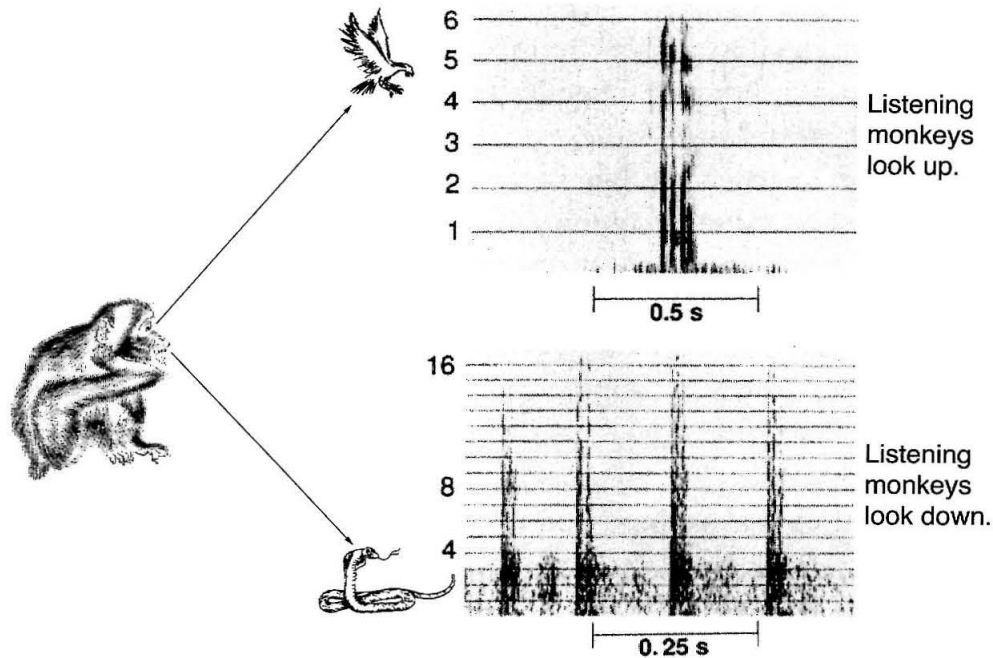 6
5
4
3
2
1
Listening
monkeys
look up.
0.5 s
16
8
4
Listening
monkeys
look down.
0.25 s